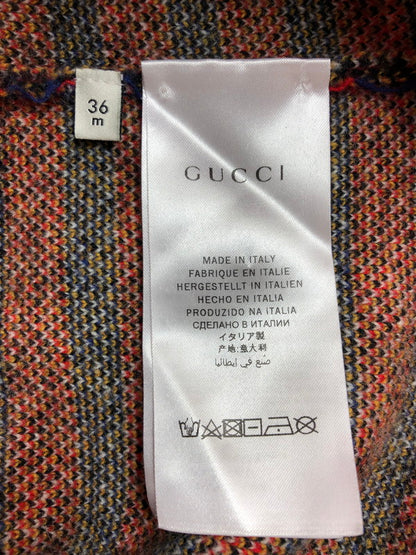 36
m
GUCCI
MADE IN ITALY
FABRIQUE EN ITALIE
HERGESTELLT IN ITALIEN
HECHO EN ITALIA
PRODUZIDO NA ITALIA
СДЕЛАНО В ИТАЛИИ
イタリア製
产地:意大利
صنع في إيطاليا